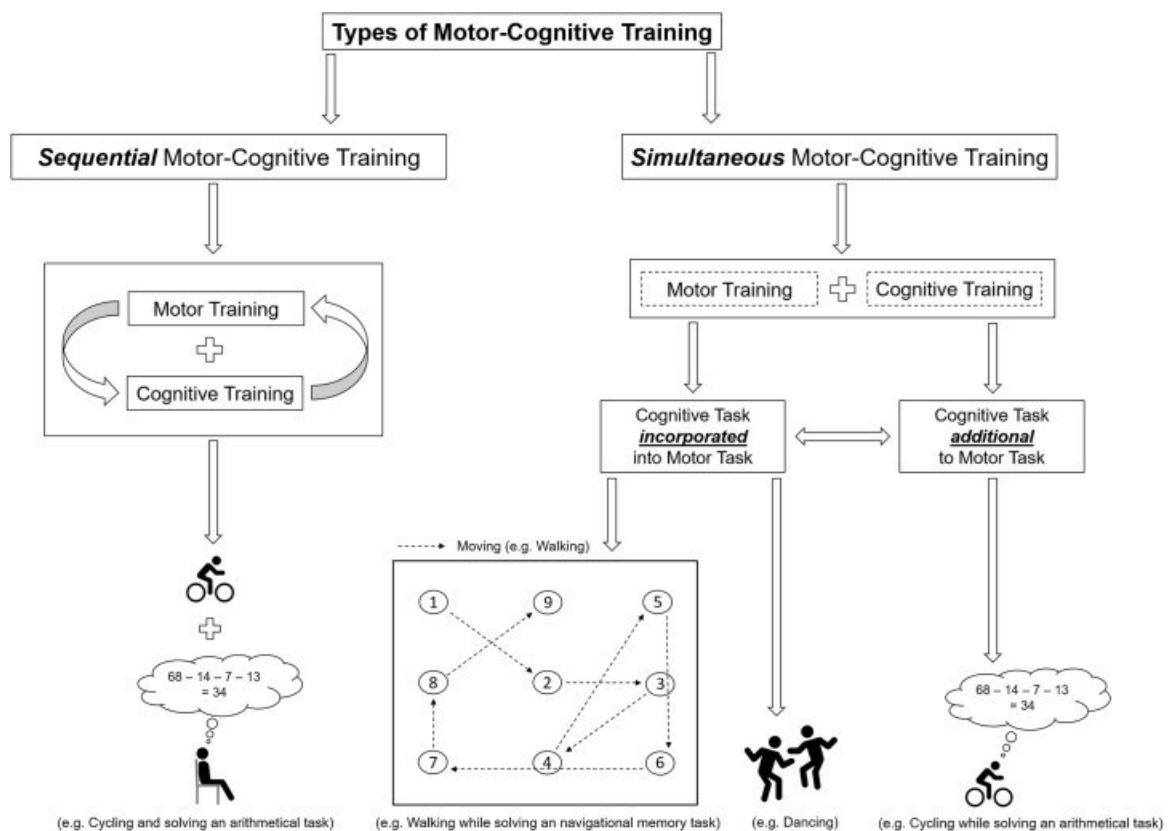 Types of Motor-Cognitive Training
Sequential Motor-Cognitive Training
Simultaneous Motor-Cognitive Training
Motor Training
Cognitive Training
Motor Training
Cognitive Training
Cognitive Task
incorporated
into Motor Task
Cognitive Task
additional
to Motor Task
Moving (e.g. Walking)
1
9
5
8
2
3
7
4
6
68 – 14 – 7 – 13
= 34
68 – 14 – 7 – 13
= 34
(e.g. Cycling and solving an arithmetical task)
(e.g. Walking while solving an navigational memory task)
(e.g. Dancing)
(e.g. Cycling while solving an arithmetical task)